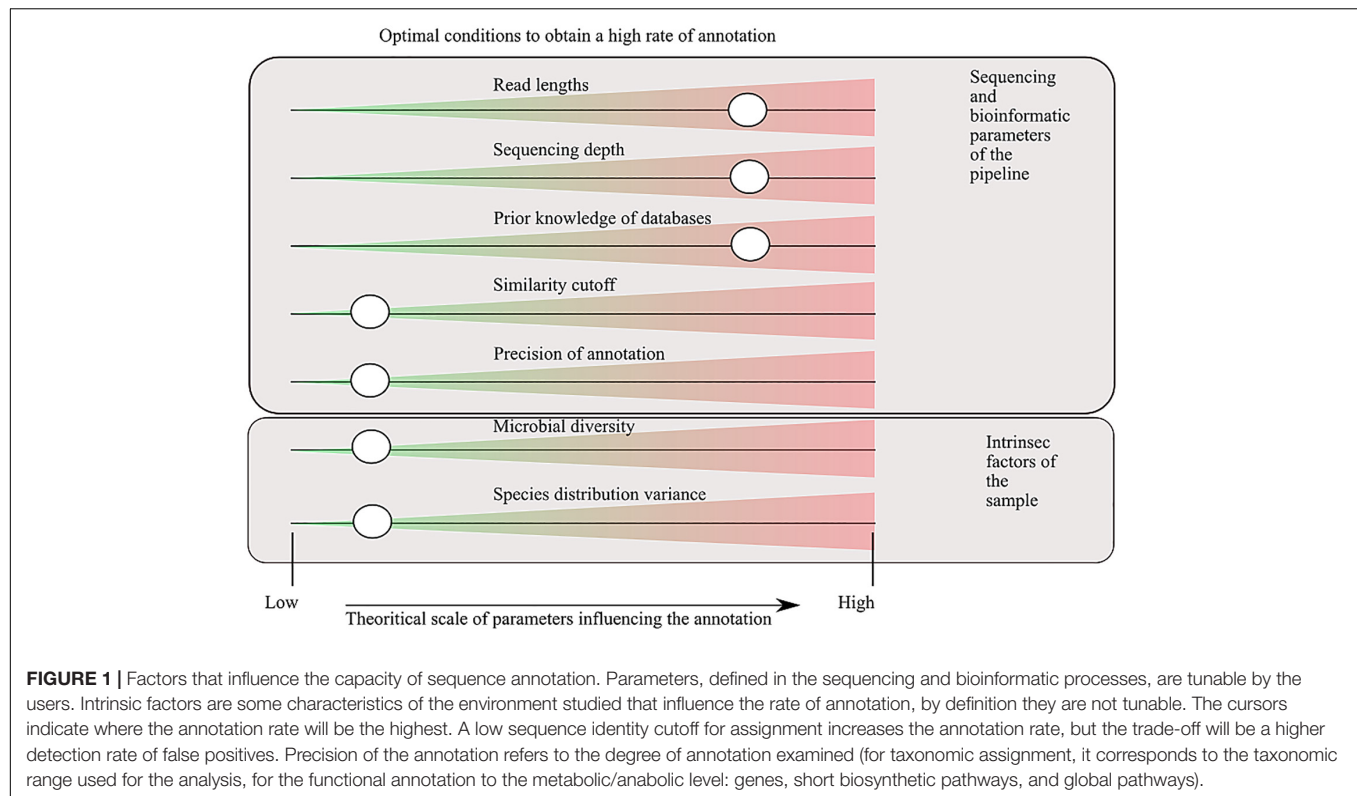 Optimal conditions to obtain a high rate of annotation
Read lengths
Sequencing depth
Prior knowledge of databases
Similarity cutoff
Precision of annotation
Sequencing
and
bioinformatic
parameters
of the
pipeline
Microbial diversity
Species distribution variance
Intrinsec
factors of
the
sample
Low
High
Theoritical scale of parameters influencing the annotation
FIGURE 1 | Factors that influence the capacity of sequence annotation. Parameters, defined in the sequencing and bioinformatic processes, are tunable by the
users. Intrinsic factors are some characteristics of the environment studied that influence the rate of annotation, by definition they are not tunable. The cursors
indicate where the annotation rate will be the highest. A low sequence identity cutoff for assignment increases the annotation rate, but the trade-off will be a higher
detection rate of false positives. Precision of the annotation refers to the degree of annotation examined (for taxonomic assignment, it corresponds to the taxonomic
range used for the analysis, for the functional annotation to the metabolic/anabolic level: genes, short biosynthetic pathways, and global pathways).